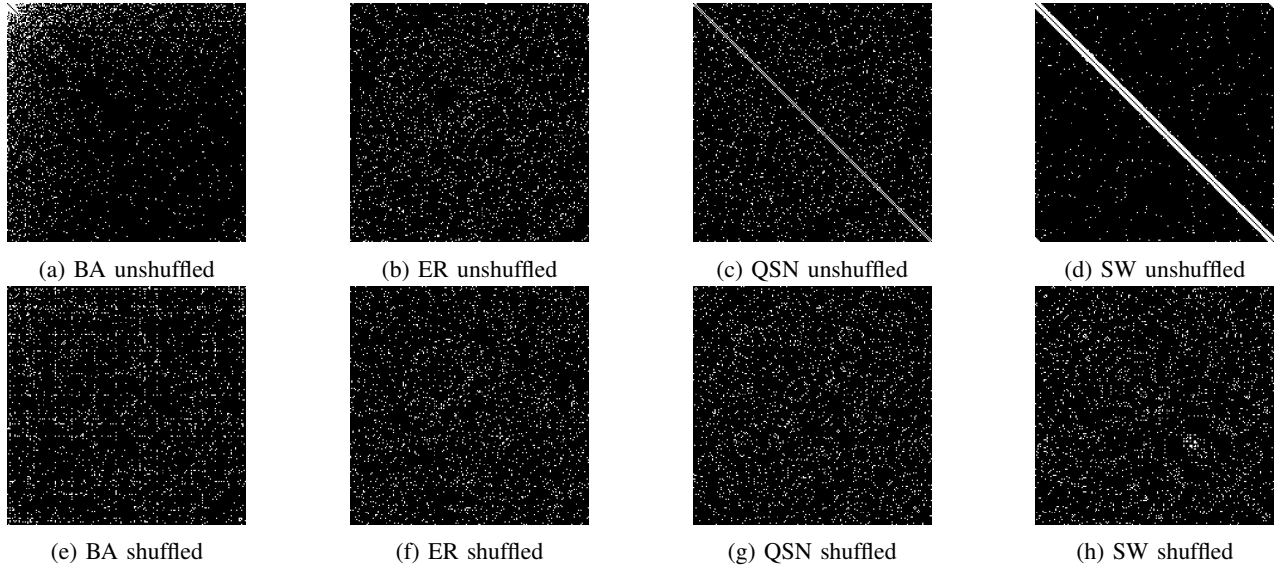 (a) BA unshuffled
(b) ER unshuffled
(c) QSN unshuffled
(d) SW unshuffled
(e) BA shuffled
(f) ER shuffled
(g) QSN shuffled
(h) SW shuffled